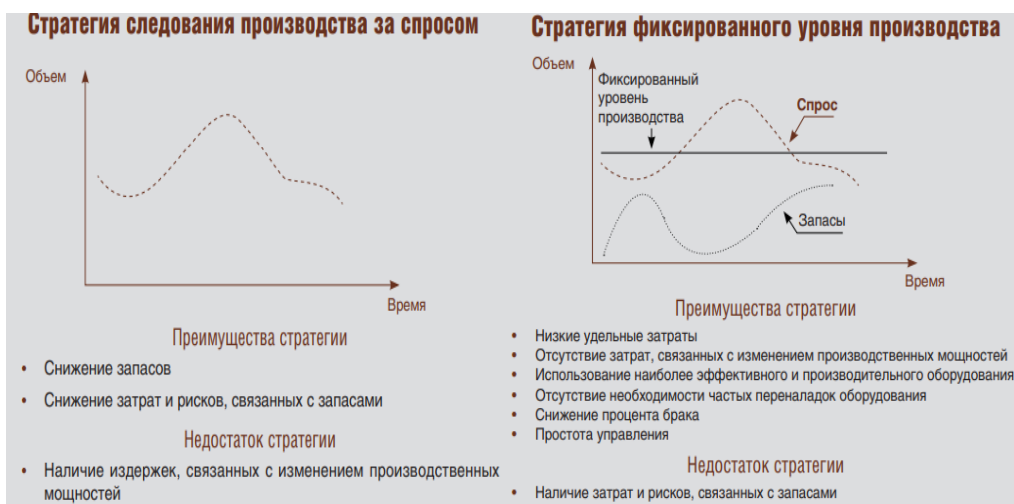 Стратегия следования производства за спросом
Объем
Время
Преимущества стратегии
• Снижение запасов
• Снижение затрат и рисков, связанных с запасами
Недостаток стратегии
• Наличие издержек, связанных с изменением производственных
мощностей
Стратегия фиксированного уровня производства
Объем
Фиксированный
уровень
производства
Спрос
Запасы
Время
Преимущества стратегии
• Низкие удельные затраты
• Отсутствие затрат, связанных с изменением производственных мощностей
• Использование наиболее эффективного и производительного оборудования
• Отсутствие необходимости частых переналадок оборудования
• Снижение процента брака
• Простота управления
Недостаток стратегии
• Наличие затрат и рисков, связанных с запасами